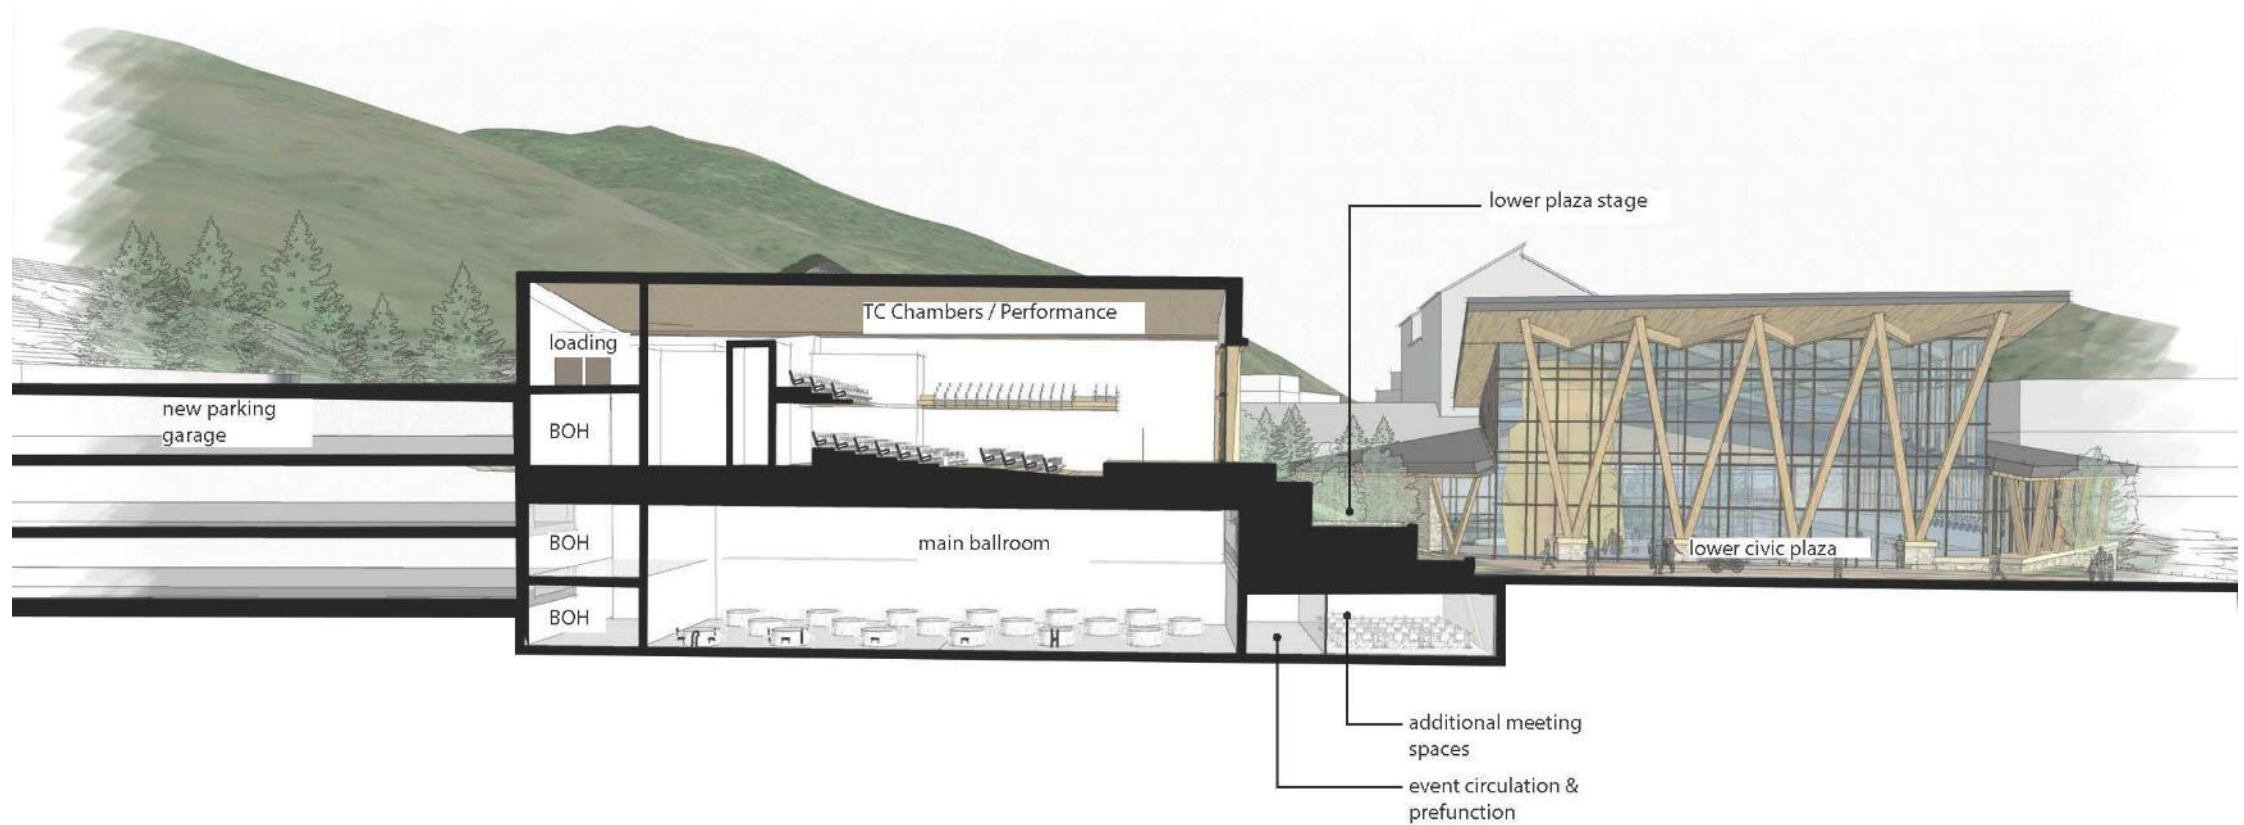 lower plaza stage
TC Chambers / Performance
loading
new parking
garage
BOH
BOH
main ballroom
lower civic plaza
BOH
additional meeting
spaces
event circulation &
prefunction